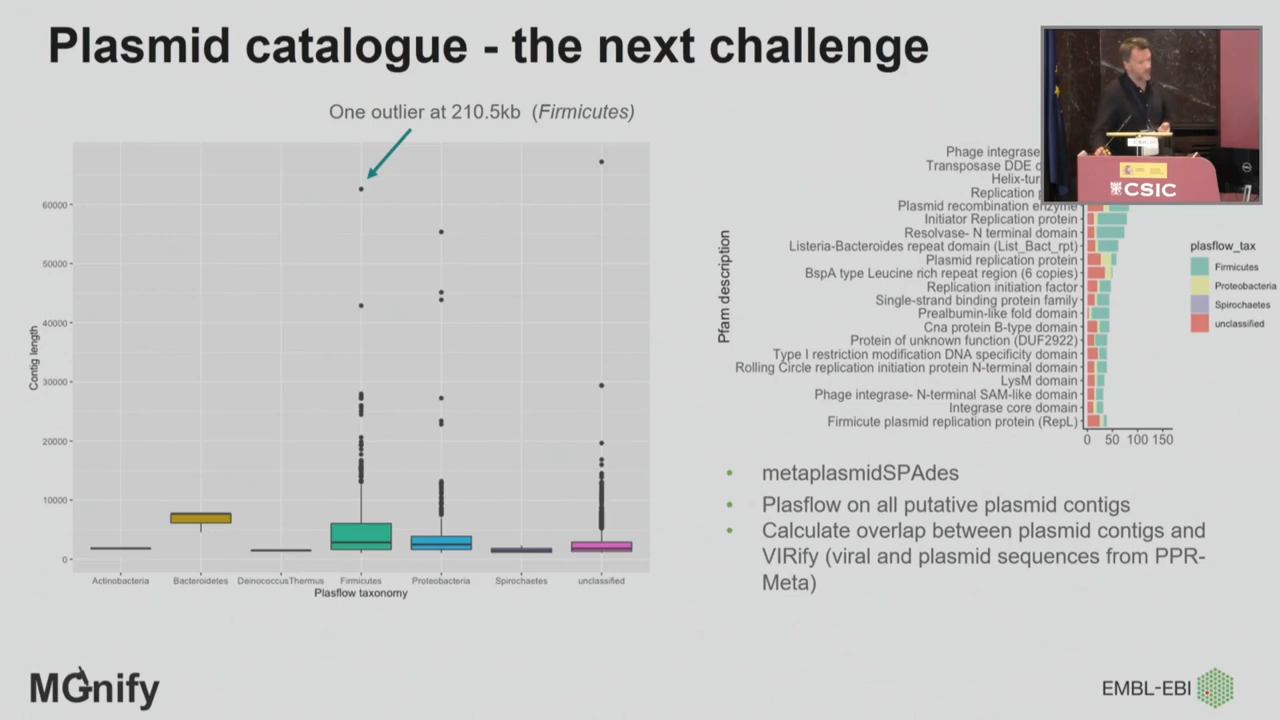 Plasmid catalogue - the next challenge
One outlier at 210.5kb (Firmicutes)
60000
50000
40000
30000
20000
10000
0
Contig length
Actinobacteria
Bacteroidetes
DeinococcusThermus
Firmicutes
Proteobacteria
Spirochaetes
unclassified
Plasflow taxonomy
Pfam description
Phage integrase
Transposase DDE
Replication
Plasmid recombination enzyme
Initiator Replication protein
Resolvase- N terminal domain
Listeria-Bacteroides repeat domain (List_Bact_rpt)
Plasmid replication protein
BspA type Leucine rich repeat region (6 copies)
Replication initiation factor
Single-strand binding protein family
Prealbumin-like fold domain
Cna protein B-type domain
Protein of unknown function (DUF2922)
Type I restriction modification DNA specificity domain
Rolling Circle replication initiation protein N-terminal domain
LysM domain
Phage integrase- N-terminal SAM-like domain
Integrase core domain
Firmicute plasmid replication protein (RepL)
0 50 100 150
plasflow_tax
Firmicutes
Proteobacteria
Spirochaetes
unclassified
CSIC
• metaplasmidSPAdes
• Plasflow on all putative plasmid contigs
• Calculate overlap between plasmid contigs and
VIRify (viral and plasmid sequences from PPR-
Meta)
MGnify
EMBL-EBI